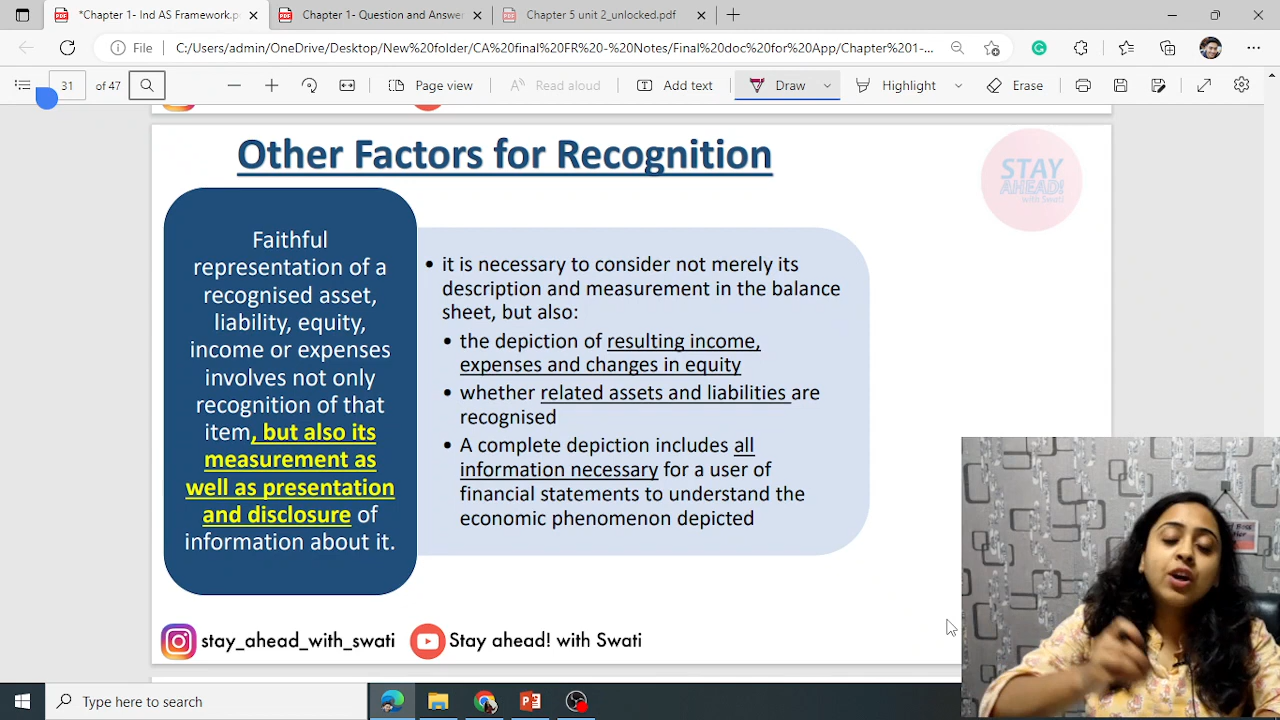 *Chapter 1- Ind AS Framework.pd
Chapter 1 - Question and Answer
Chapter 5 unit 2_unlocked.pdf
File
C:/Users/admin/OneDrive/Desktop/New%20folder/CA%20Final%20FR%20-%20Notes/Final%20doc%20for%20App/Chapter%201-...
31 of 47
Page view
Read aloud
Add text
Draw
Highlight
Erase
Other Factors for Recognition
STAY
AHEAD!
with Swati
Faithful
representation of a
recognised asset,
liability, equity,
income or expenses
involves not only
recognition of that
item, but also its
measurement as
well as presentation
and disclosure of
information about it.
• it is necessary to consider not merely its
description and measurement in the balance
sheet, but also:
• the depiction of resulting income,
expenses and changes in equity
• whether related assets and liabilities are
recognised
• A complete depiction includes all
information necessary for a user of
financial statements to understand the
economic phenomenon depicted
stay_ahead_with_swati
Stay ahead! with Swati
Type here to search